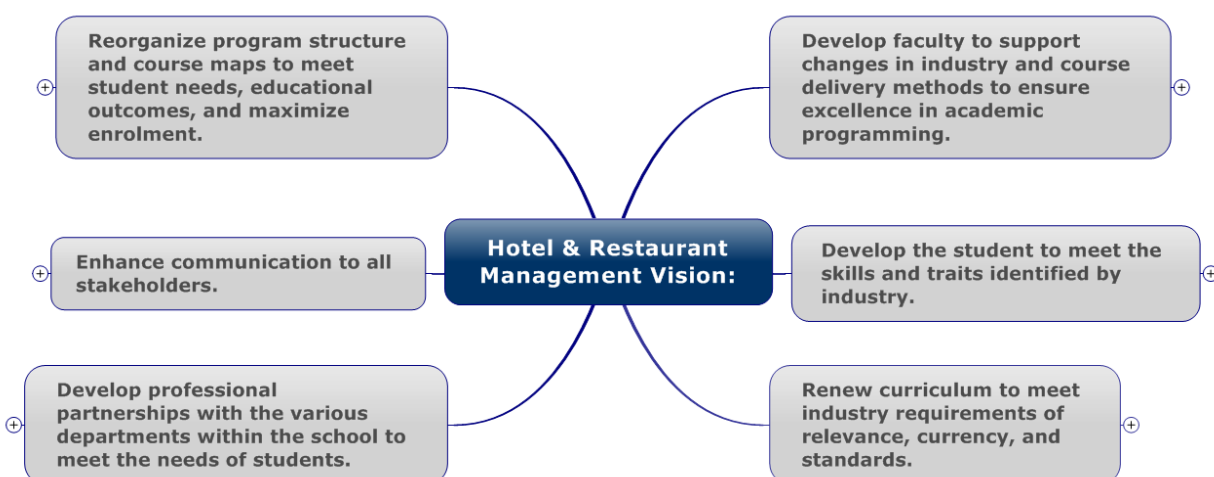 Reorganize program structure
and course maps to meet
student needs, educational
outcomes, and maximize
enrolment.
Develop faculty to support
changes in industry and course
delivery methods to ensure
excellence in academic
programming.
Hotel & Restaurant
Management Vision:
Enhance communication to all
stakeholders.
Develop the student to meet the
skills and traits identified by
industry.
Develop professional
partnerships with the various
departments within the school to
meet the needs of students.
Renew curriculum to meet
industry requirements of
relevance, currency, and
standards.